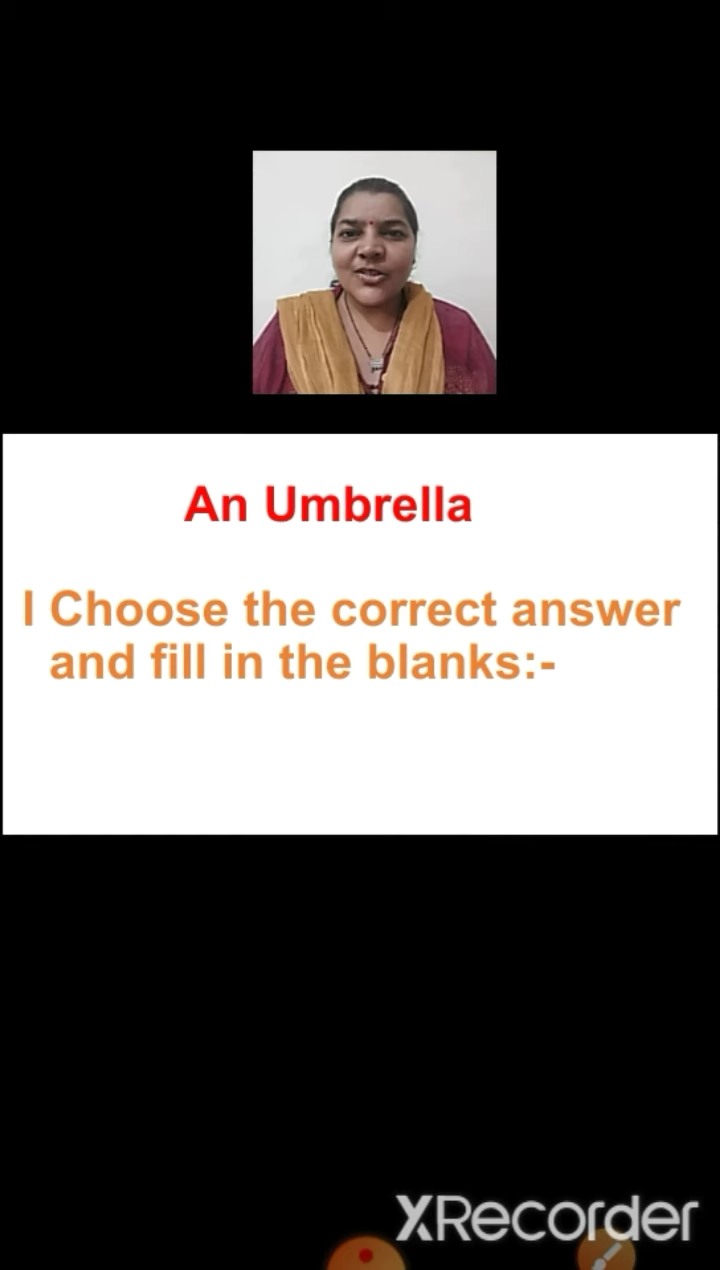 An Umbrella
I Choose the correct answer
and fill in the blanks:-
XRecorder